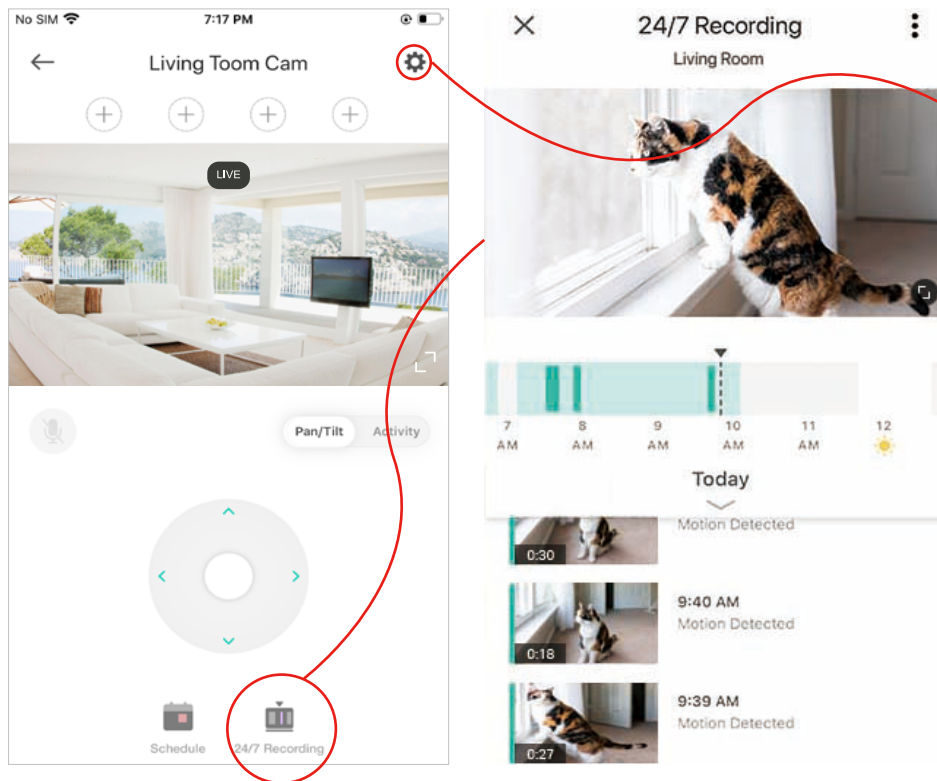 No SIM 7:17 PM
Living Toom Cam
LIVE
Pan/Tilt Activity
Schedule 24/7 Recording
24/7 Recording
Living Room
7 8 9 10 11 12
AM AM AM AM AM
Today
0:30 Motion Detected
9:40 AM
Motion Detected
0:18
9:39 AM
Motion Detected
0:27